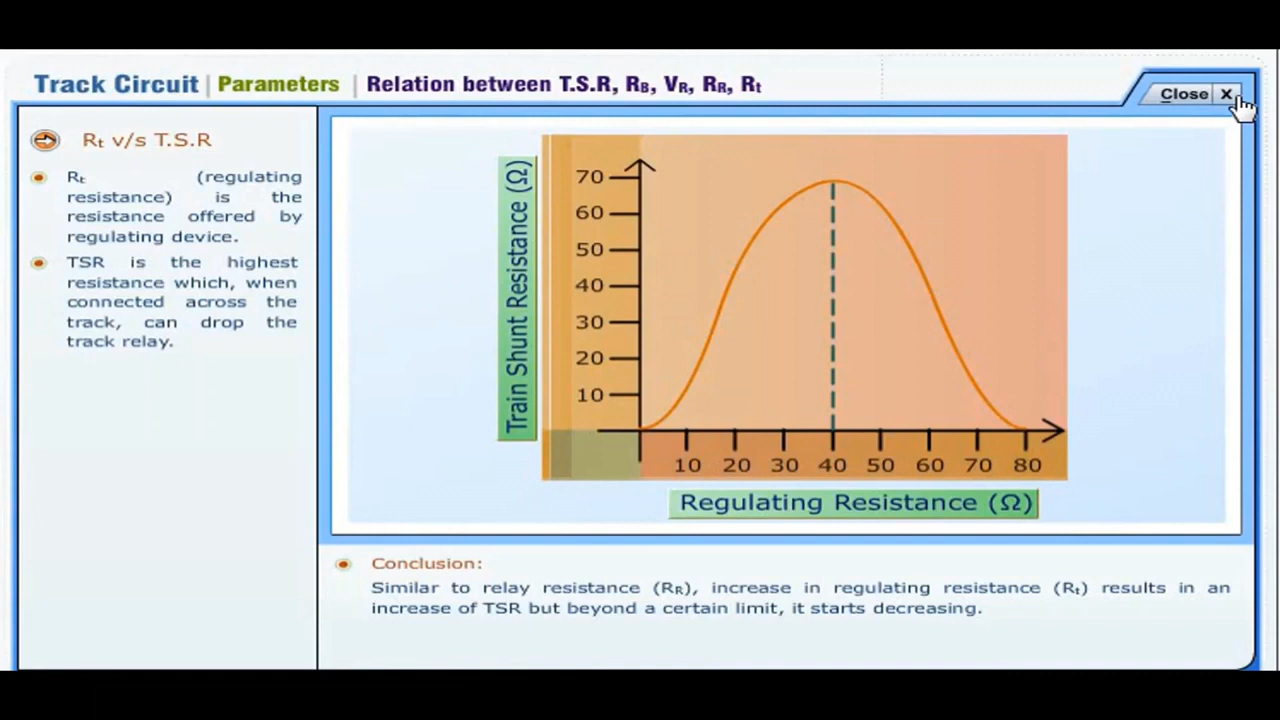 Track Circuit | Parameters | Relation between T.S.R, RB, VR, RR, Rt
Close X
Rt v/s T.S.R
Rt (regulating
resistance) is the
resistance offered by
regulating device.
TSR is the highest
resistance which, when
connected across the
track, can drop the
track relay.
Train Shunt Resistance (Ω)
70
60
50
40
30
20
10
10 20 30 40 50 60 70 80
Regulating Resistance (Ω)
Conclusion:
Similar to relay resistance (RR), increase in regulating resistance (Rt) results in an
increase of TSR but beyond a certain limit, it starts decreasing.